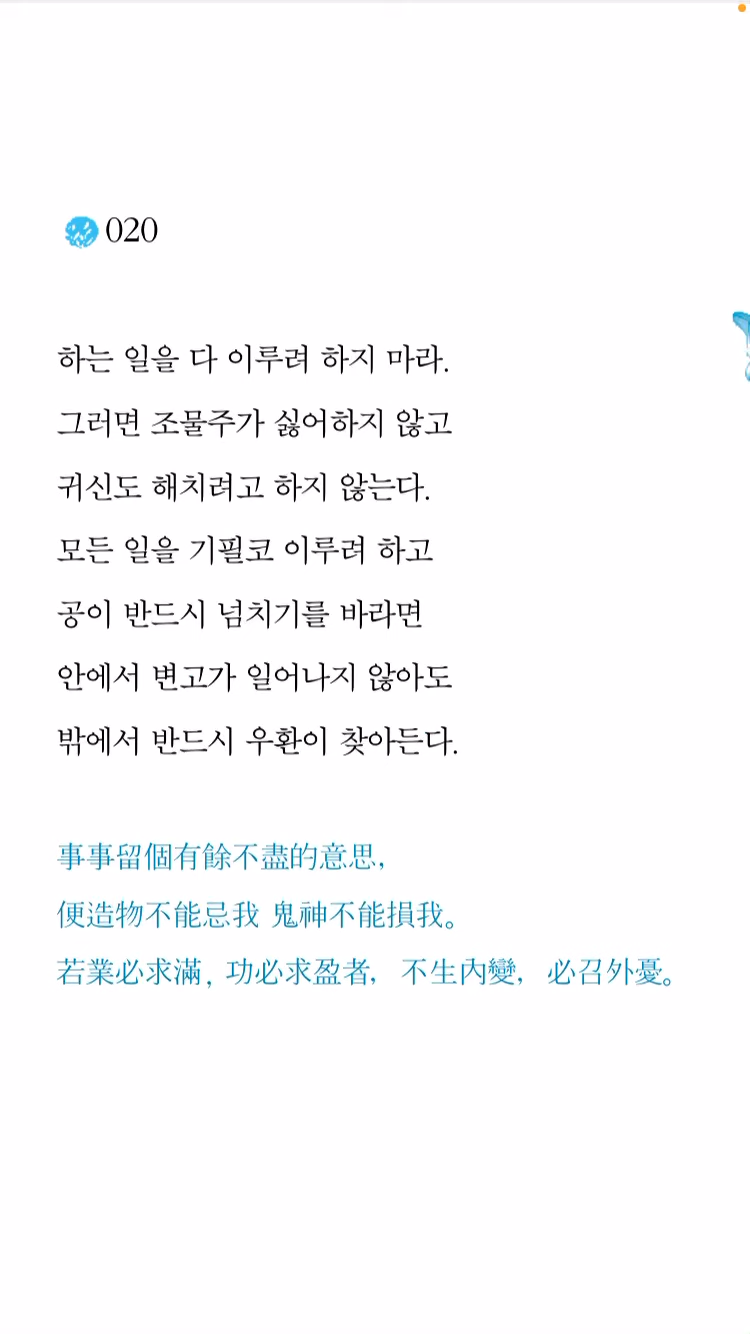 020
하는 일을 다 이루려 하지 마라.
그러면 조물주가 싫어하지 않고
귀신도 해치려고 하지 않는다.
모든 일을 기필코 이루려 하고
공이 반드시 넘치기를 바라면
안에서 변고가 일어나지 않아도
밖에서 반드시 우환이 찾아든다.
事事留個有餘不盡的意思,
便造物不能忌我 鬼神不能損我。
若業必求滿, 功必求盈者, 不生內變, 必召外憂。